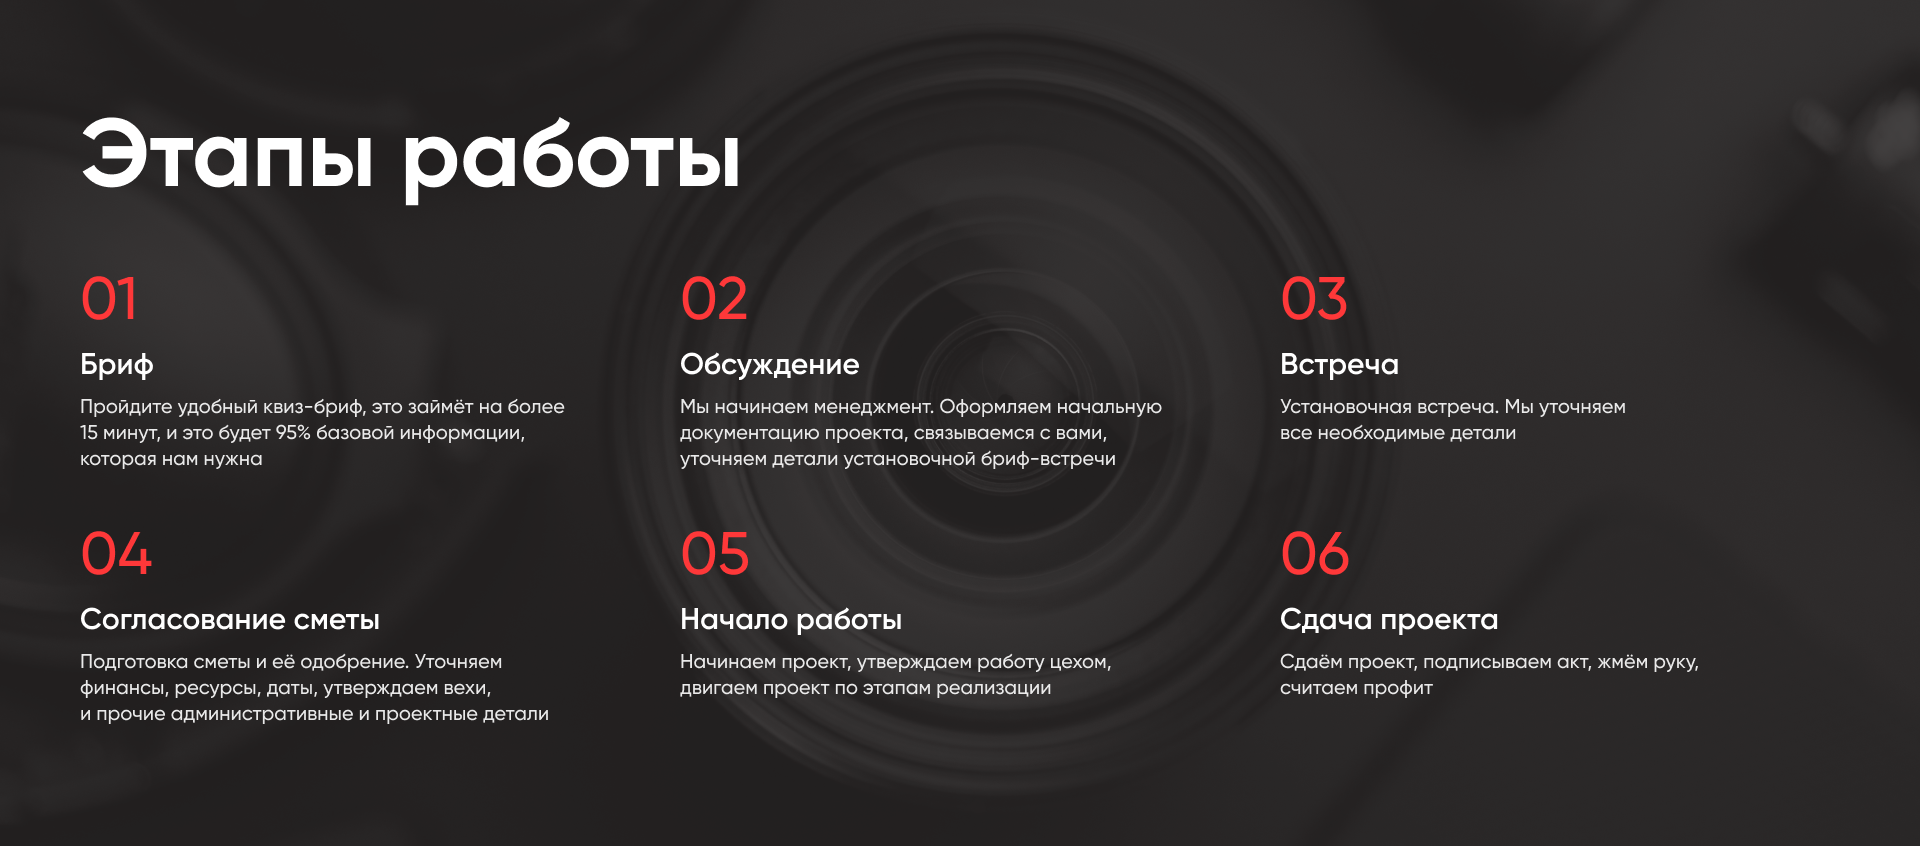 Этапы работы
01
Бриф
Пройдите удобный квиз-бриф, это займёт на более
15 минут, и это будет 95% базовой информации,
которая нам нужна
02
Обсуждение
Мы начинаем менеджмент. Оформляем начальную
документацию проекта, связываемся с вами,
уточняем детали установочной бриф-встречи
03
Встреча
Установочная встреча. Мы уточняем
все необходимые детали
04
Согласование сметы
Подготовка сметы и её одобрение. Уточняем
финансы, ресурсы, даты, утверждаем вехи,
и прочие административные и проектные детали
05
Начало работы
Начинаем проект, утверждаем работу цехом,
двигаем проект по этапам реализации
06
Сдача проекта
Сдаём проект, подписываем акт, жмём руку,
считаем профит